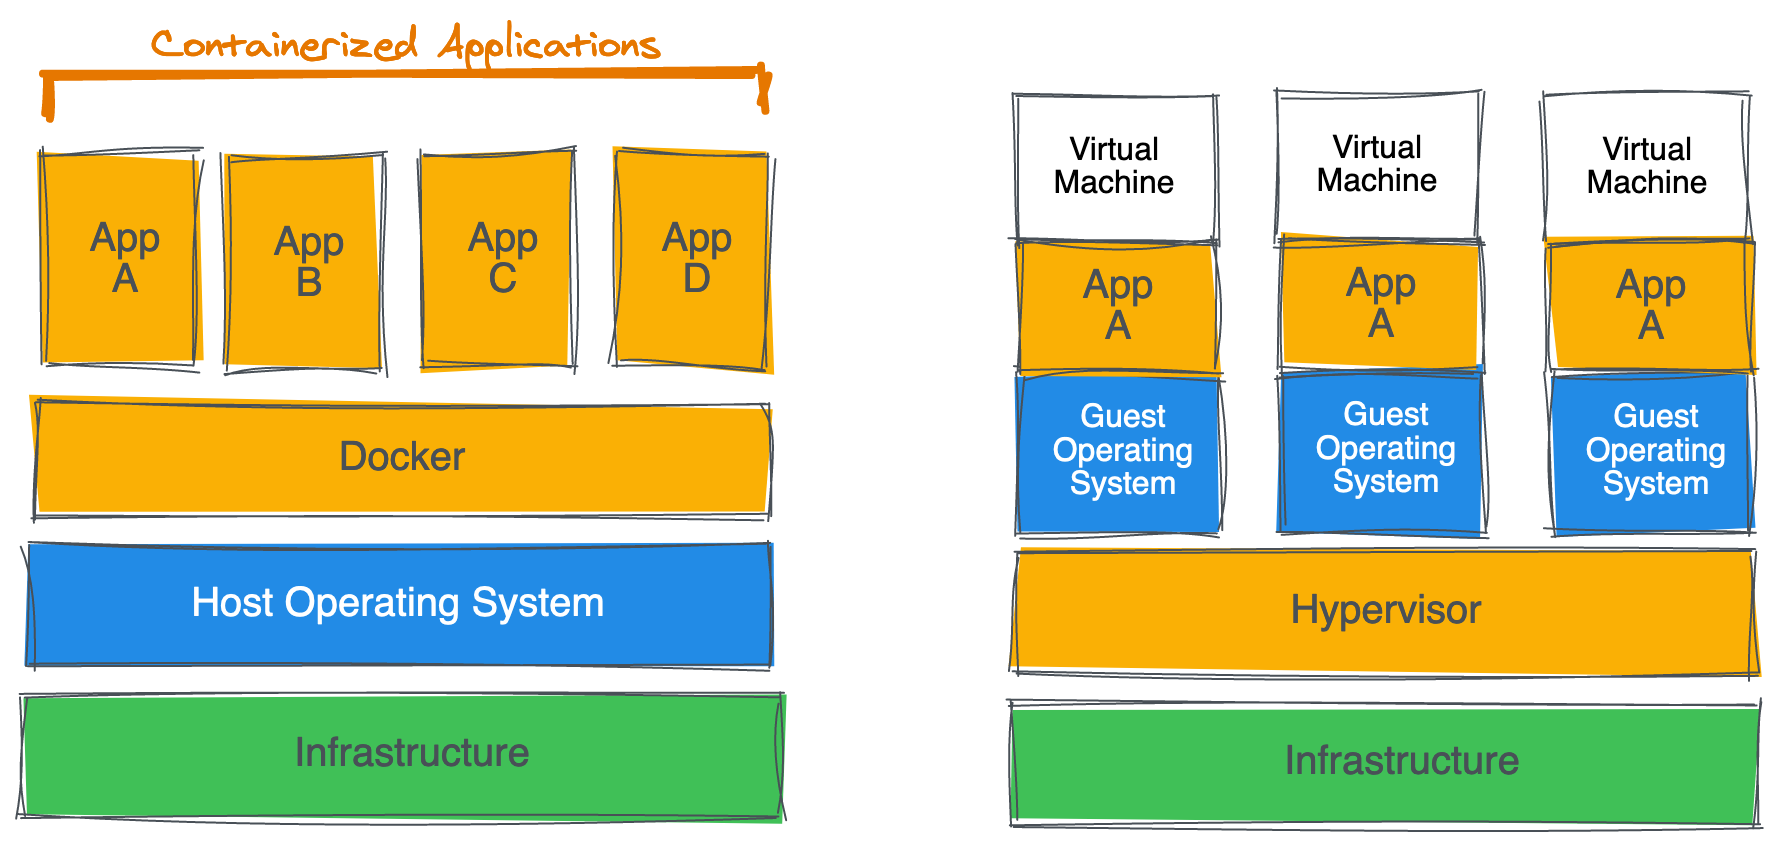 Containerized Applications
App
A
App
B
App
C
App
D
Docker
Host Operating System
Infrastructure
Virtual
Machine
Virtual
Machine
Virtual
Machine
App
A
App
A
App
A
Guest
Operating
System
Guest
Operating
System
Guest
Operating
System
Hypervisor
Infrastructure